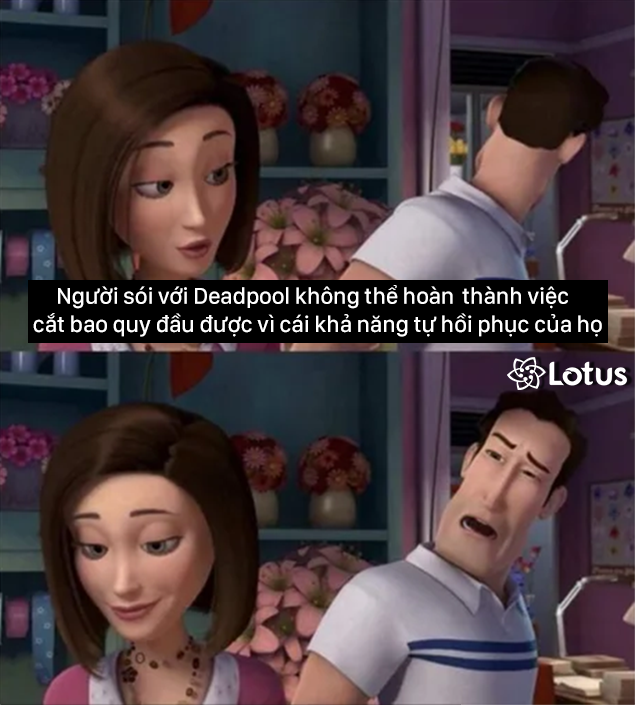 Người sói với Deadpool không thể hoàn thành việc
cắt bao quy đầu được vì cái khả năng tự hồi phục của họ
Lotus